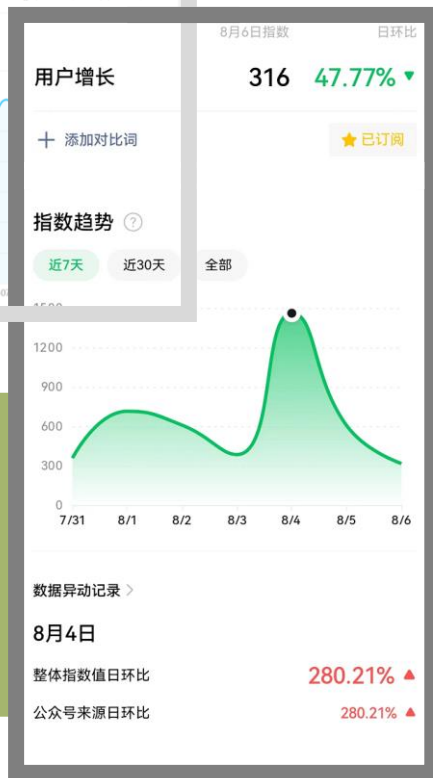 8月6日指数 日环比
用户增长 316 47.77% ▼
+ 添加对比词 已订阅
指数趋势 ?
近7天 近30天 全部
1200
900
600
300
0
7/31 8/1 8/2 8/3 8/4 8/5 8/6
数据异动记录 >
8月4日
整体指数值日环比 280.21% ▲
公众号来源日环比 280.21% ▲